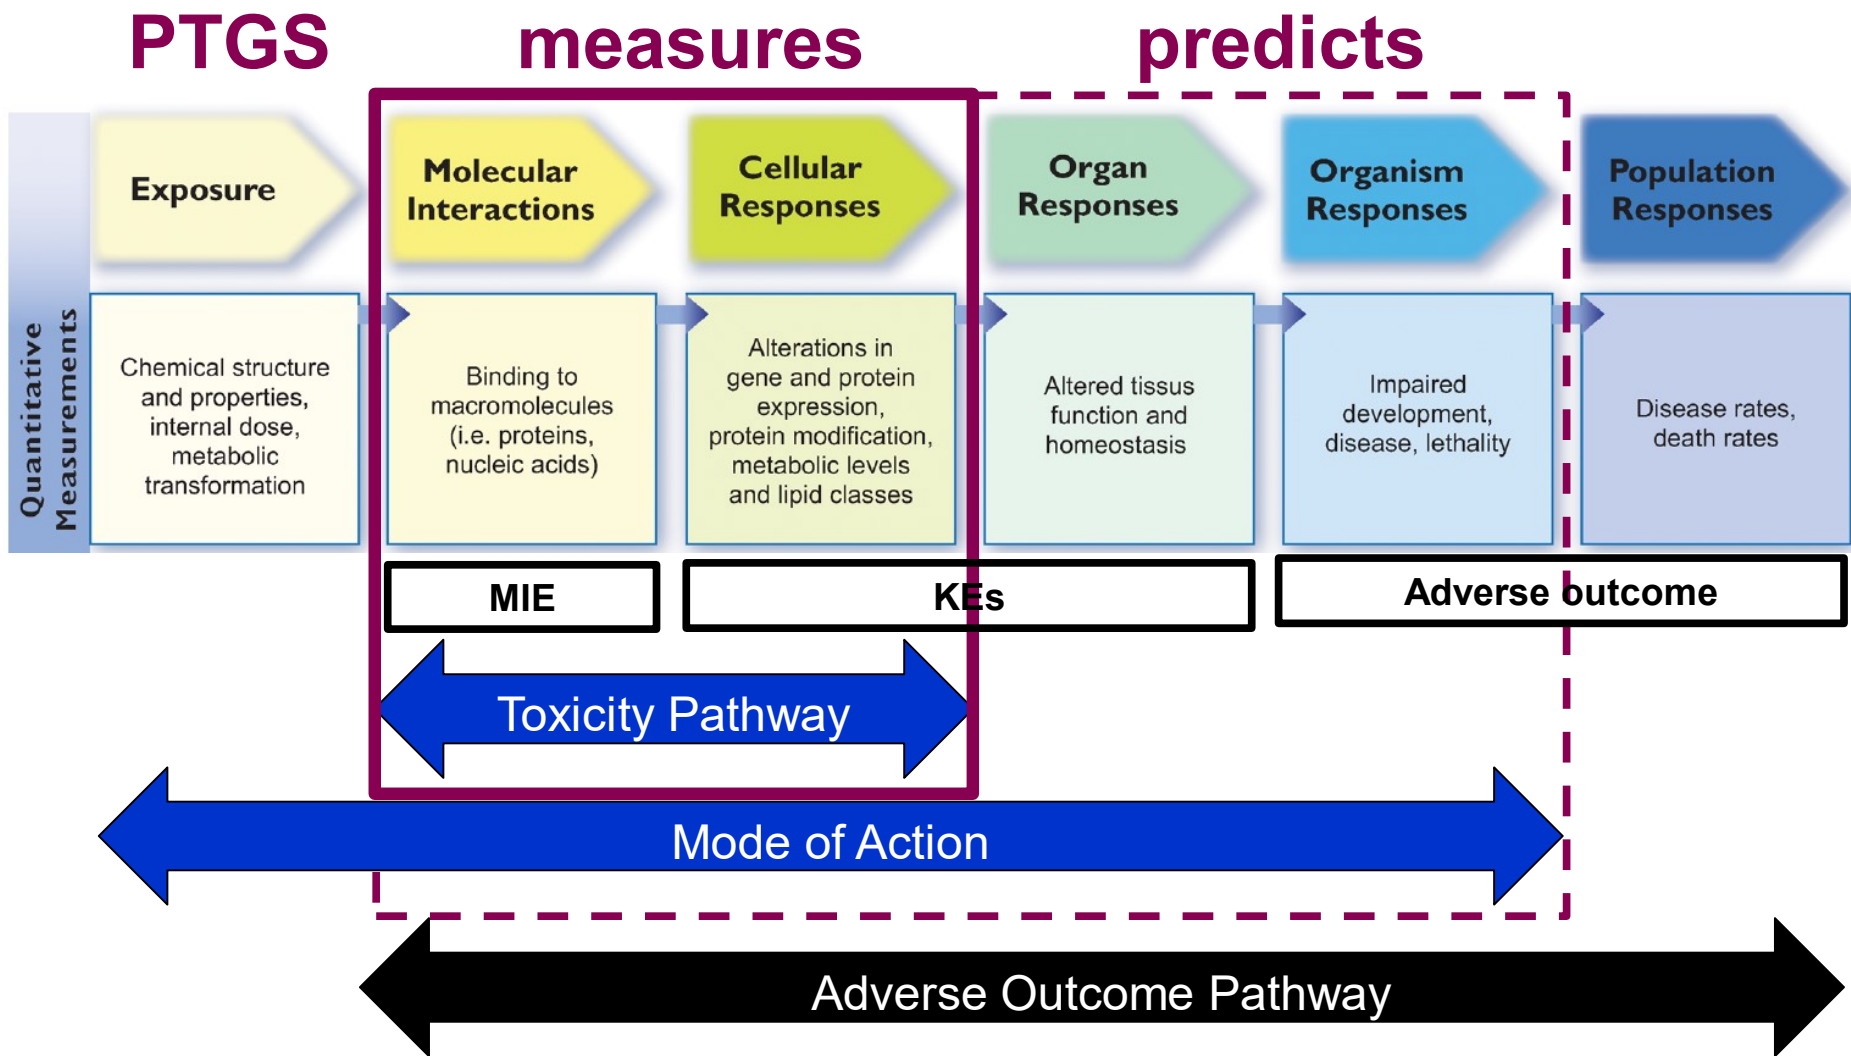 PTGS measures predicts
Exposure
Molecular
Interactions
Cellular
Responses
Organ
Responses
Organism
Responses
Population
Responses
Quantitative
Measurements
Chemical structure
and properties,
internal dose,
metabolic
transformation
Binding to
macromolecules
(i.e. proteins,
nucleic acids)
Alterations in
gene and protein
expression,
protein modification,
metabolic levels
and lipid classes
Altered tissus
function and
homeostasis
Impaired
development,
disease, lethality
Disease rates,
death rates
MIE
KEs
Adverse outcome
Toxicity Pathway
Mode of Action
Adverse Outcome Pathway